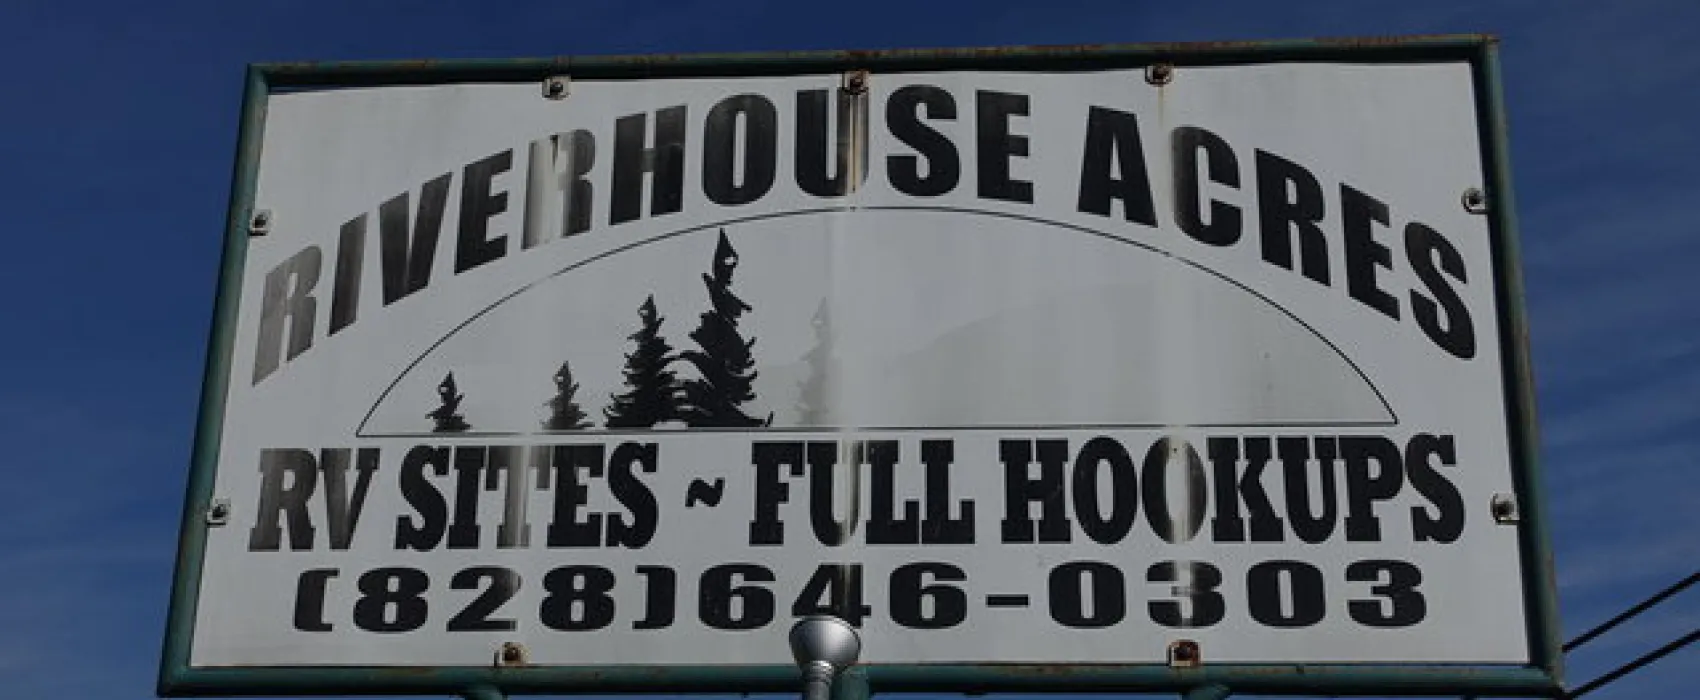 RIVERHOUSE ACRES
RV SITES ~ FULL HOOKUPS
(828)646-0303